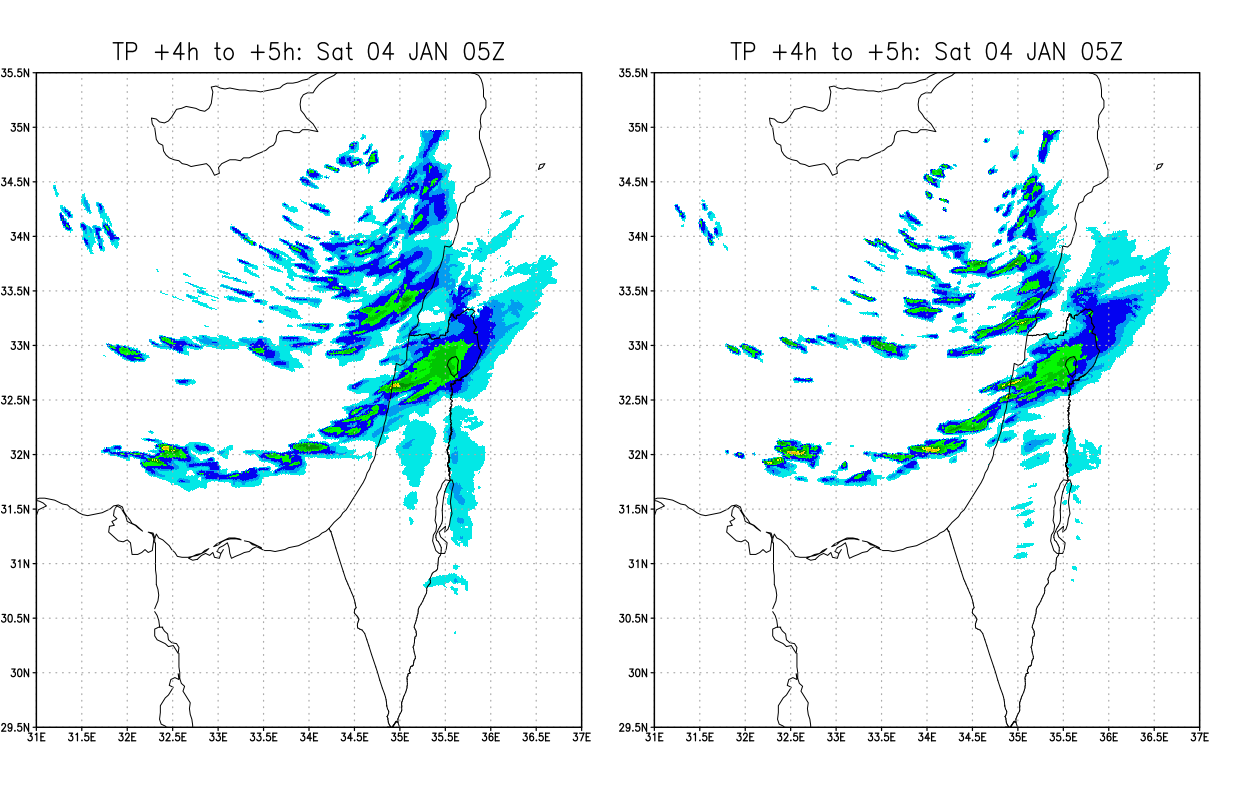 TP +4h to +5h: Sat 04 JAN 05Z
35.5N
35N
34.5N
34N
33.5N
33N
32.5N
32N
31.5N
31N
30.5N
30N
29.5N
31E 31.5E 32E 32.5E 33E 33.5E 34E 34.5E 35E 35.5E 36E 36.5E 37E
TP +4h to +5h: Sat 04 JAN 05Z
35.5N
35N
34.5N
34N
33.5N
33N
32.5N
32N
31.5N
31N
30.5N
30N
29.5N
31E 31.5E 32E 32.5E 33E 33.5E 34E 34.5E 35E 35.5E 36E 36.5E 37E